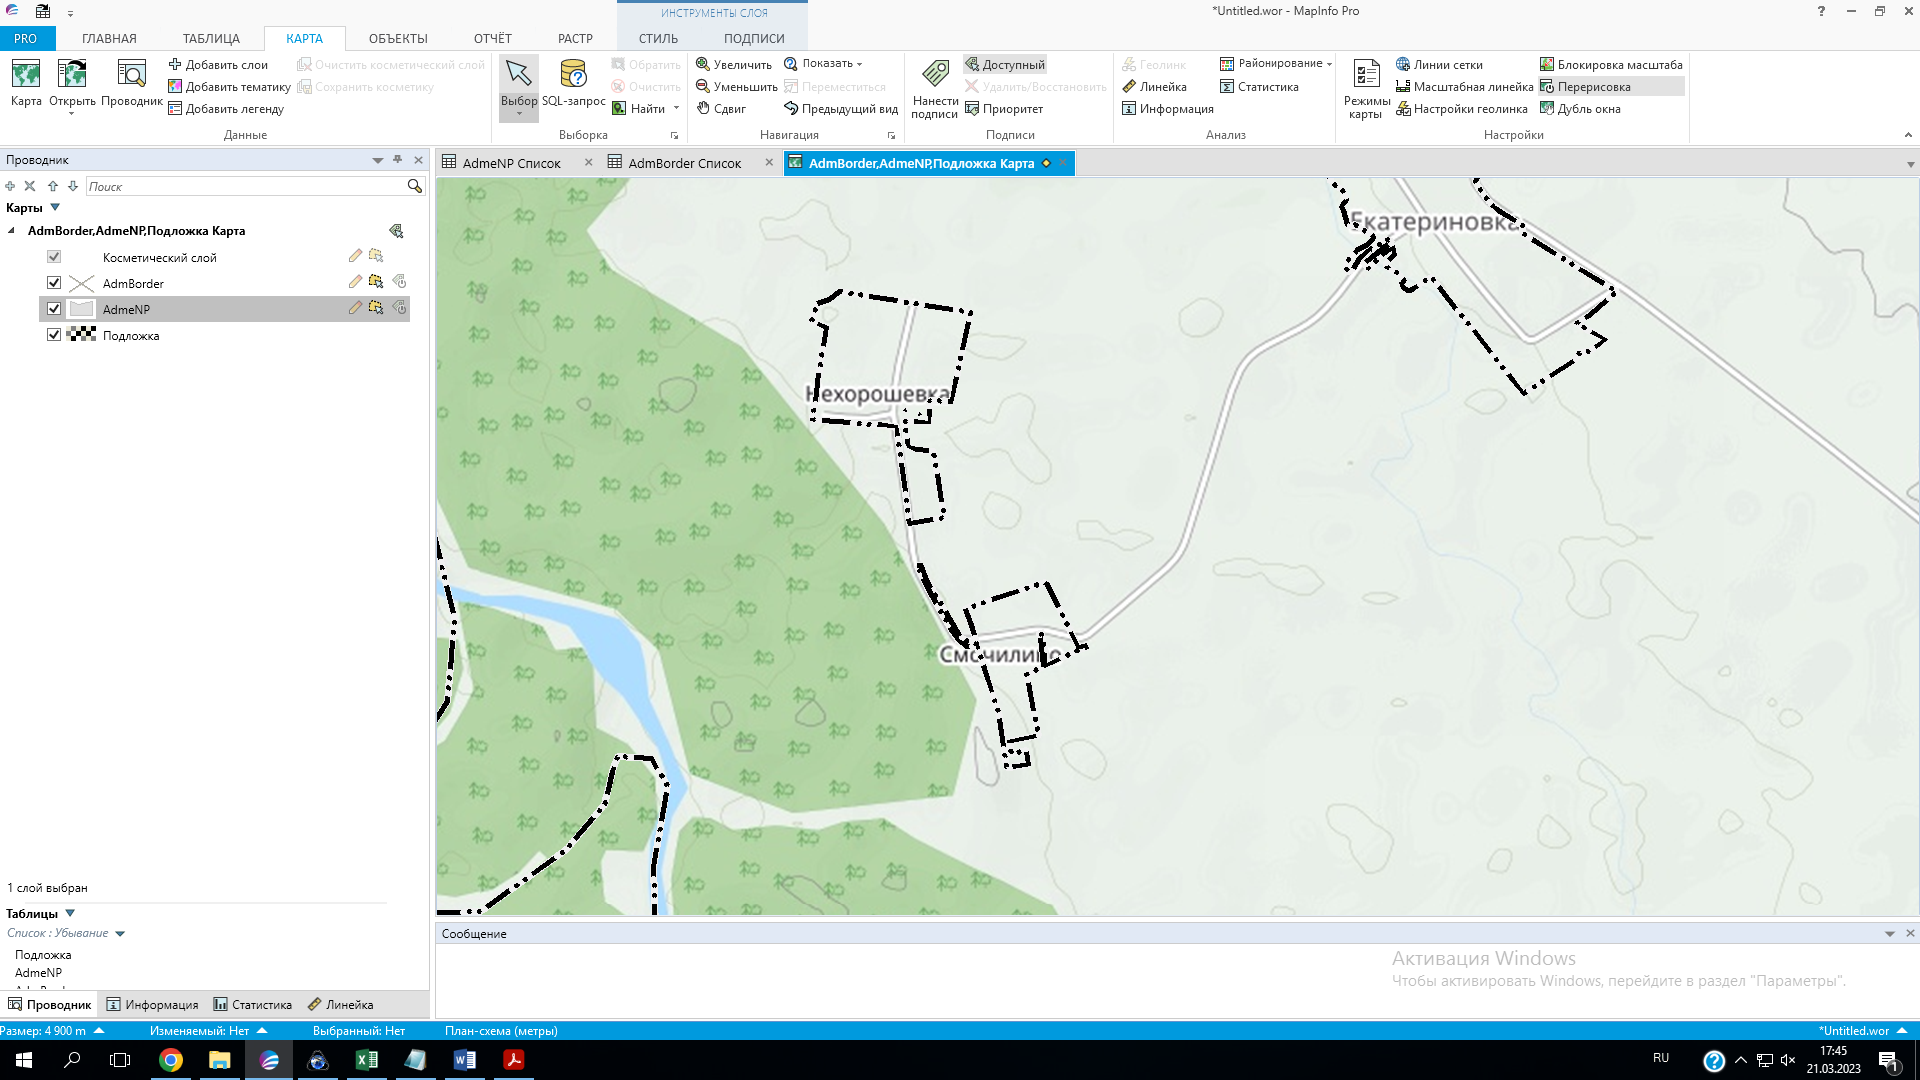 ИНСТРУМЕНТЫ СЛОЯ
*Untitled.wor - MapInfo Pro
PRO ГЛАВНАЯ ТАБЛИЦА КАРТА ОБЪЕКТЫ ОТЧЁТ РАСТР СТИЛЬ ПОДПИСИ
Карта
Открыть
Проводник
Добавить слои
Добавить тематику
Добавить легенду
Очистить косметический слой
Сохранить косметику
Данные
Выбор
SQL-запрос
Обратить
Очистить
Найти
Выборка
Увеличить
Уменьшить
Сдвиг
Показать
Переместиться
Предыдущий вид
Навигация
Нанести подписи
Доступный
Удалить/Восстановить
Приоритет
Подписи
Геолинк
Линейка
Информация
Районирование
Статистика
Анализ
Режимы карты
Линии сетки
Масштабная линейка
Настройки геолинка
Блокировка масштаба
Перерисовка
Дубль окна
Настройки
Проводник
Поиск
Карты
AdmBorder,AdmeNP,Подложка Карта
Косметический слой
AdmBorder
AdmeNP
Подложка
1 слой выбран
Таблицы
Список : Убывание
Подложка
AdmeNP
Проводник Информация Статистика Линейка
AdmeNP Список
AdmBorder Список
AdmBorder,AdmeNP,Подложка Карта
Екатериновка
Нехорошевка
Смочилино
Сообщение
Активация Windows
Чтобы активировать Windows, перейдите в раздел "Параметры".
Размер: 4 900 m Изменяемый: Нет Выбранный: Нет План-схема (метры) *Untitled.wor
RU
17:45
21.03.2023
1